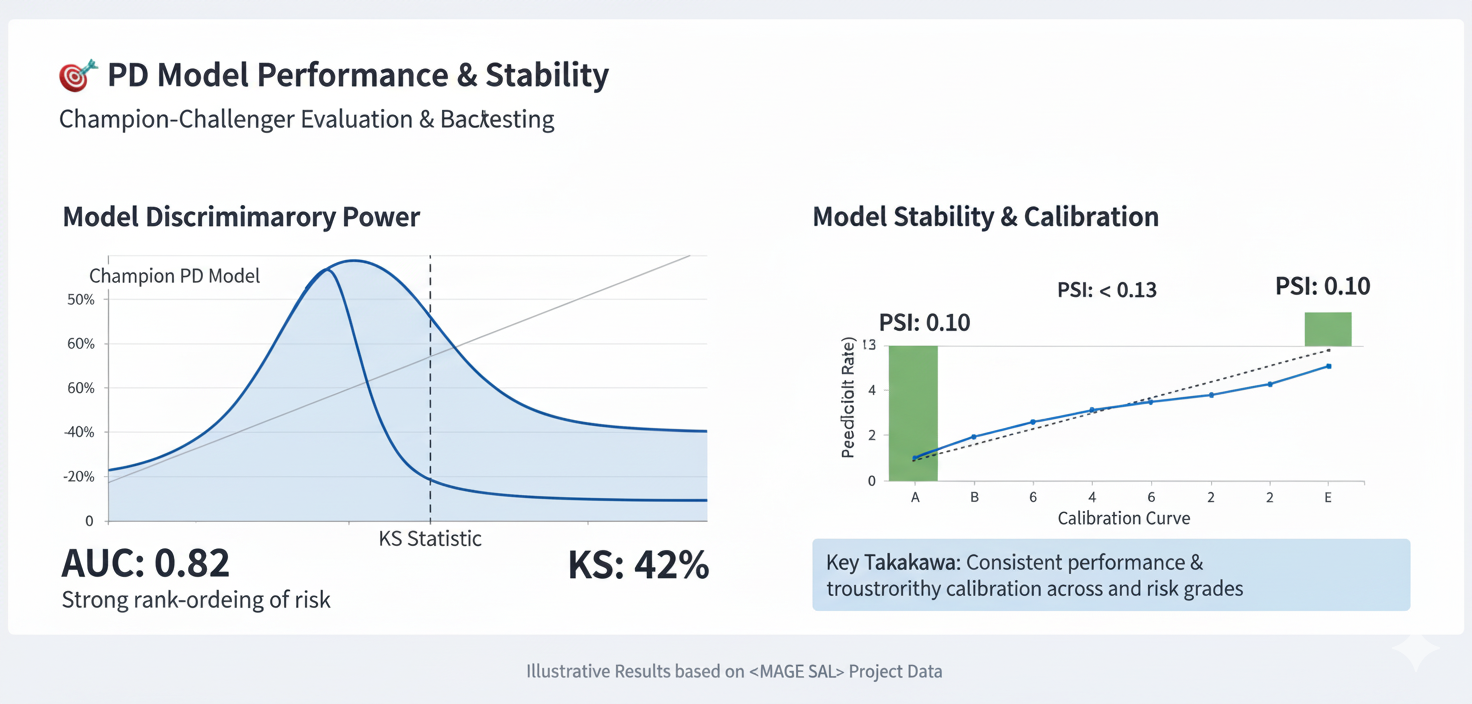 🎯 PD Model Performance & Stability
Champion-Challenger Evaluation & Backtesting
Model Discrimimarory Power
Champion PD Model
50%
60%
60%
-40%
-20%
0
KS Statistic
AUC: 0.82
KS: 42%
Strong rank-ordeing of risk
Model Stability & Calibration
PSI: 0.10
PSI: < 0.13
PSI: 0.10
13
4
2
0
A B 6 4 6 2 2 E
Calibration Curve
Key Takakawa: Consistent performance &
troustrorithy calibration across and risk grades
Illustrative Results based on <MAGE SAL> Project Data